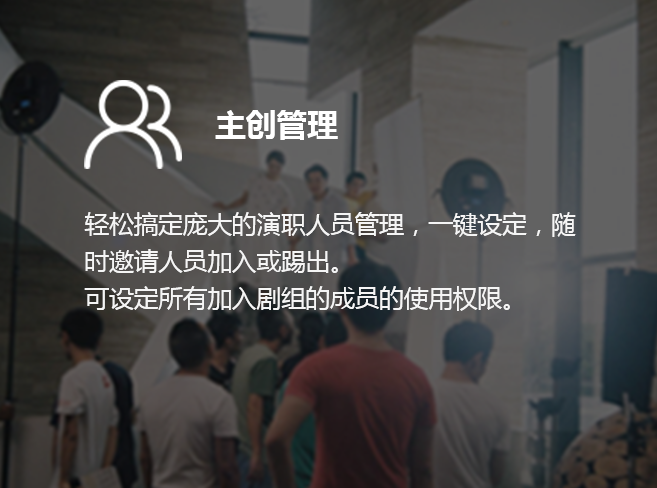 主创管理
轻松搞定庞大的演职人员管理，一键设定，随
时邀请人员加入或踢出。
可设定所有加入剧组的成员的使用权限。